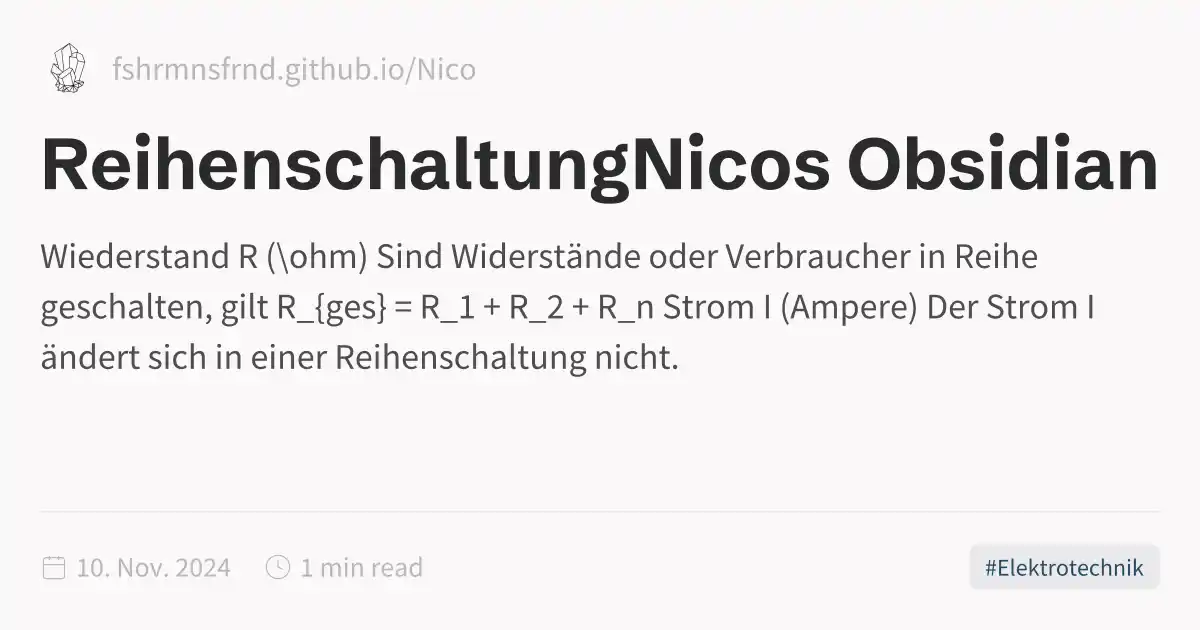 fshrmnsfrnd.github.io/Nico
ReihenschaltungNicos Obsidian
Wiederstand R (\ohm) Sind Widerstände oder Verbraucher in Reihe
geschalten, gilt R_{ges} = R_1 + R_2 + R_n Strom I (Ampere) Der Strom I
ändert sich in einer Reihenschaltung nicht.
10. Nov. 2024 1 min read
#Elektrotechnik